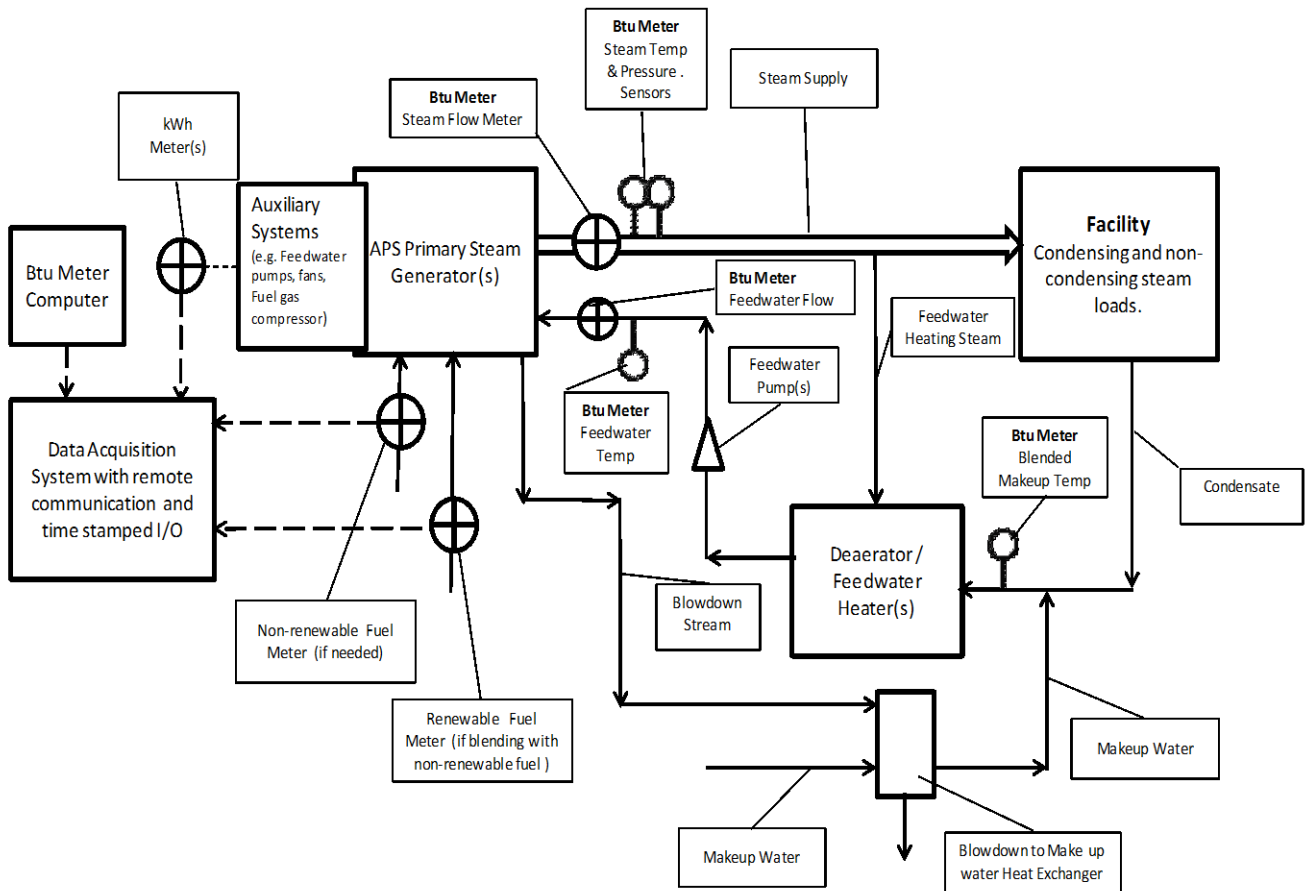 Btu Meter
Steam Temp
& Pressure .
Sensors
Steam Supply
Btu Meter
Steam Flow Meter
kWh
Meter(s)
Auxiliary
Systems
(e.g. Feedwater
pumps, fans,
Fuel gas
compressor)
APS Primary Steam
Generator(s)
Facility
Condensing and non-
condensing steam
loads.
Btu Meter
Computer
Btu Meter
Feedwater Flow
Feedwater
Heating Steam
Feedwater
Pump(s)
Btu Meter
Feedwater
Temp
Btu Meter
Blended
Makeup Temp
Condensate
Data Acquisition
System with remote
communication and
time stamped I/O
Deaerator /
Feedwater
Heater(s)
Blowdown
Stream
Non-renewable Fuel
Meter (if needed)
Renewable Fuel
Meter (if blending with
non-renewable fuel )
Makeup Water
Makeup Water
Blowdown to Make up
water Heat Exchanger